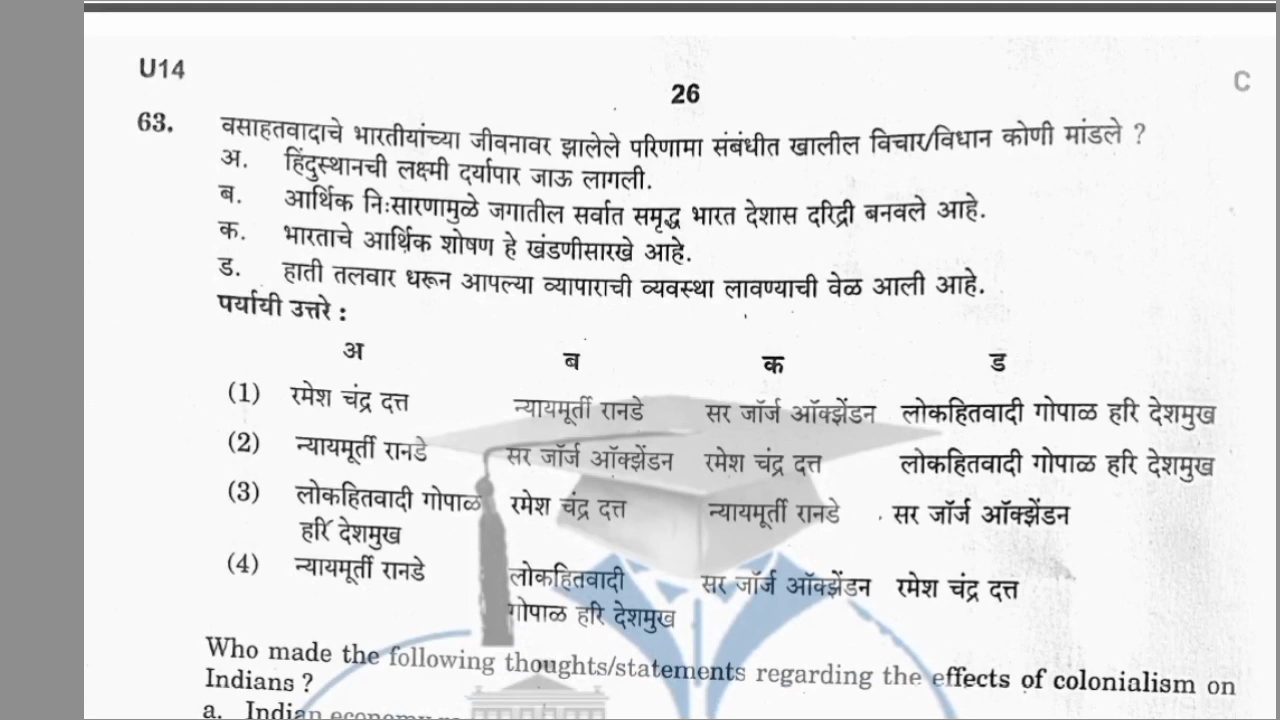 U14
26
C
63. वसाहतवादाचे भारतीयांच्या जीवनावर झालेले परिणामा संबंधीत खालील विचार/विधान कोणी मांडले ?
अ. हिंदुस्थानची लक्ष्मी दर्यापार जाऊ लागली.
ब. आर्थिक निःसारणामुळे जगातील सर्वात समृद्ध भारत देशास दरिद्री बनवले आहे.
क. भारताचे आर्थिक शोषण हे खंडणीसारखे आहे.
ड. हाती तलवार धरून आपल्या व्यापाराची व्यवस्था लावण्याची वेळ आली आहे.
पर्यायी उत्तरे :
अ ब क ड
(1) रमेश चंद्र दत्त न्यायमूर्ती रानडे सर जॉर्ज ऑक्झेंडन लोकहितवादी गोपाळ हरि देशमुख
(2) न्यायमूर्ती रानडे सर जॉर्ज ऑक्झेंडन रमेश चंद्र दत्त लोकहितवादी गोपाळ हरि देशमुख
(3) लोकहितवादी गोपाळ रमेश चंद्र दत्त न्यायमूर्ती रानडे सर जॉर्ज ऑक्झेंडन
हरि देशमुख
(4) न्यायमूर्ती रानडे लोकहितवादी सर जॉर्ज ऑक्झेंडन रमेश चंद्र दत्त
गोपाळ हरि देशमुख
Who made the following thoughts/statements regarding the effects of colonialism on
Indians ?
a. Indian economy